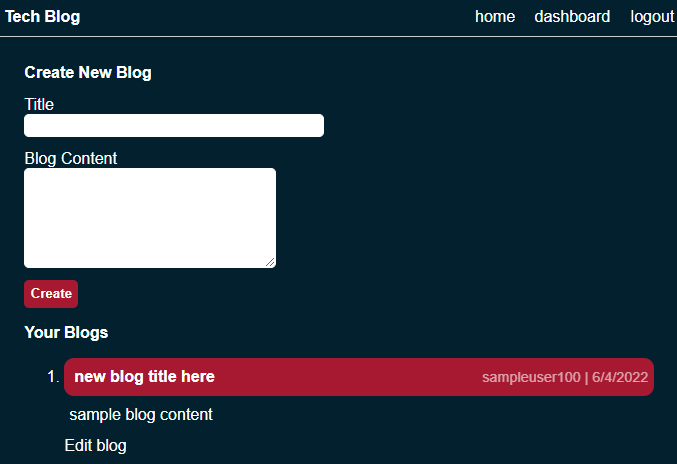 Tech Blog home dashboard logout
Create New Blog
Title
Blog Content
Create
Your Blogs
1. new blog title here sampleuser100 | 6/4/2022
sample blog content
Edit blog